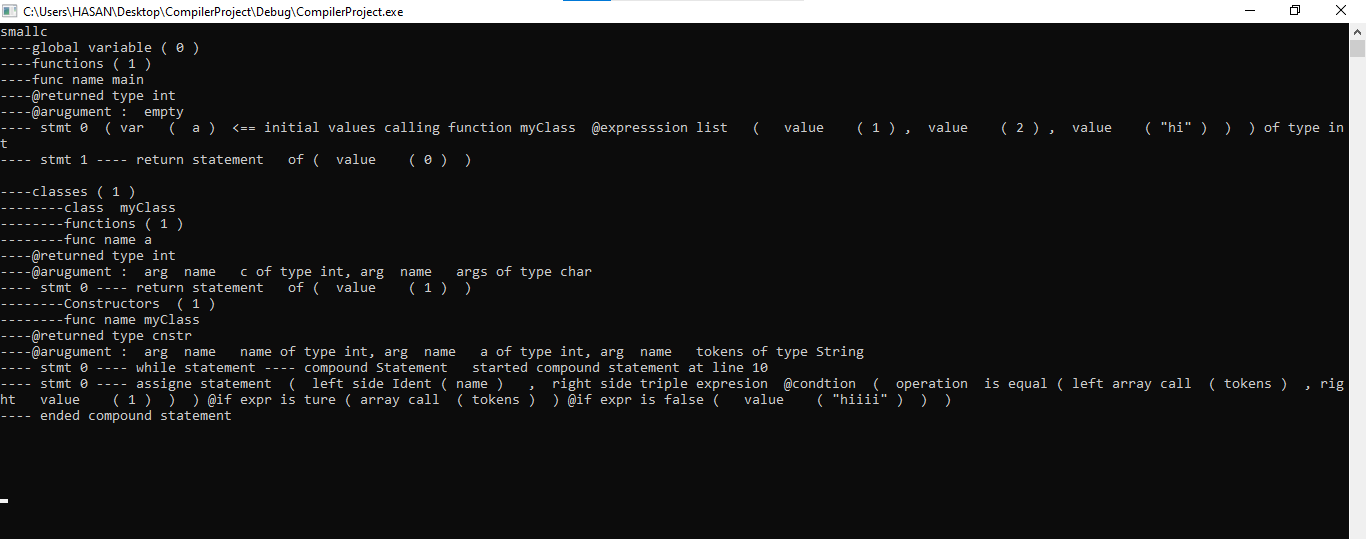 C:\Users\HASAN\Desktop\CompilerProject\Debug\CompilerProject.exe
smallc
----global variable ( 0 )
----functions ( 1 )
----func name main
----@returned type int
----@arugument :  empty
---- stmt 0  ( var   ( a )  <== initial values calling function myClass  @expresssion list   (   value    ( 1 ) ,  value    ( 2 ) ,  value    ( "hi" )  )  ) of type in
t
---- stmt 1 ---- return statement   of (  value    ( 0 )  )
----classes ( 1 )
--------class  myClass
--------functions ( 1 )
--------func name a
----@returned type int
----@arugument :  arg  name   c of type int, arg  name   args of type char
---- stmt 0 ---- return statement   of (  value    ( 1 )  )
--------Constructors  ( 1 )
--------func name myClass
----@returned type cnstr
----@arugument :  arg  name   name of type int, arg  name   a of type int, arg  name   tokens of type String
---- stmt 0 ---- while statement ---- compound Statement   started compound statement at line 10
---- stmt 0 ---- assigne statement  (  left side Ident ( name )   ,  right side triple expresion  @condtion  (  operation  is equal ( left array call  ( tokens )  , rig
ht   value    ( 1 )  )  ) @if expr is ture ( array call  ( tokens )  ) @if expr is false (   value    ( "hiiii" )  )  )
---- ended compound statement